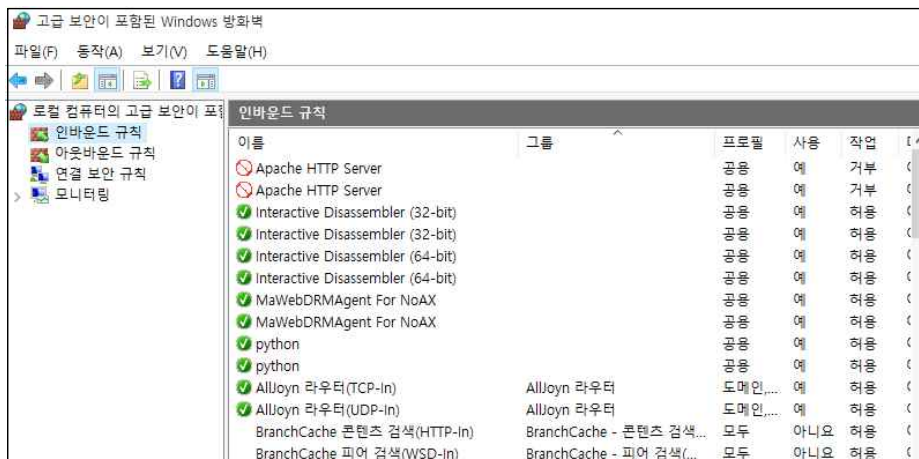 고급 보안이 포함된 Windows 방화벽
파일(F) 동작(A) 보기(V) 도움말(H)
로컬 컴퓨터의 고급 보안이 포
인바운드 규칙
아웃바운드 규칙
연결 보안 규칙
모니터링
인바운드 규칙
이름 그룹 프로필 사용 작업
Apache HTTP Server 공용 예 거부
Apache HTTP Server 공용 예 거부
Interactive Disassembler (32-bit) 공용 예 허용
Interactive Disassembler (32-bit) 공용 예 허용
Interactive Disassembler (64-bit) 공용 예 허용
Interactive Disassembler (64-bit) 공용 예 허용
MaWebDRMAgent For NoAX 공용 예 허용
MaWebDRMAgent For NoAX 공용 예 허용
python 공용 예 허용
python 공용 예 허용
AllJoyn 라우터(TCP-In) AllJoyn 라우터 도메인,... 예 허용
AllJoyn 라우터(UDP-In) AllJoyn 라우터 도메인,... 예 허용
BranchCache 콘텐츠 검색(HTTP-In) BranchCache - 콘텐츠 검색... 모두 아니요 허용
BranchCache 피어 검색(WSD-In) BranchCache - 피어 검색(... 모두 아니요 허용